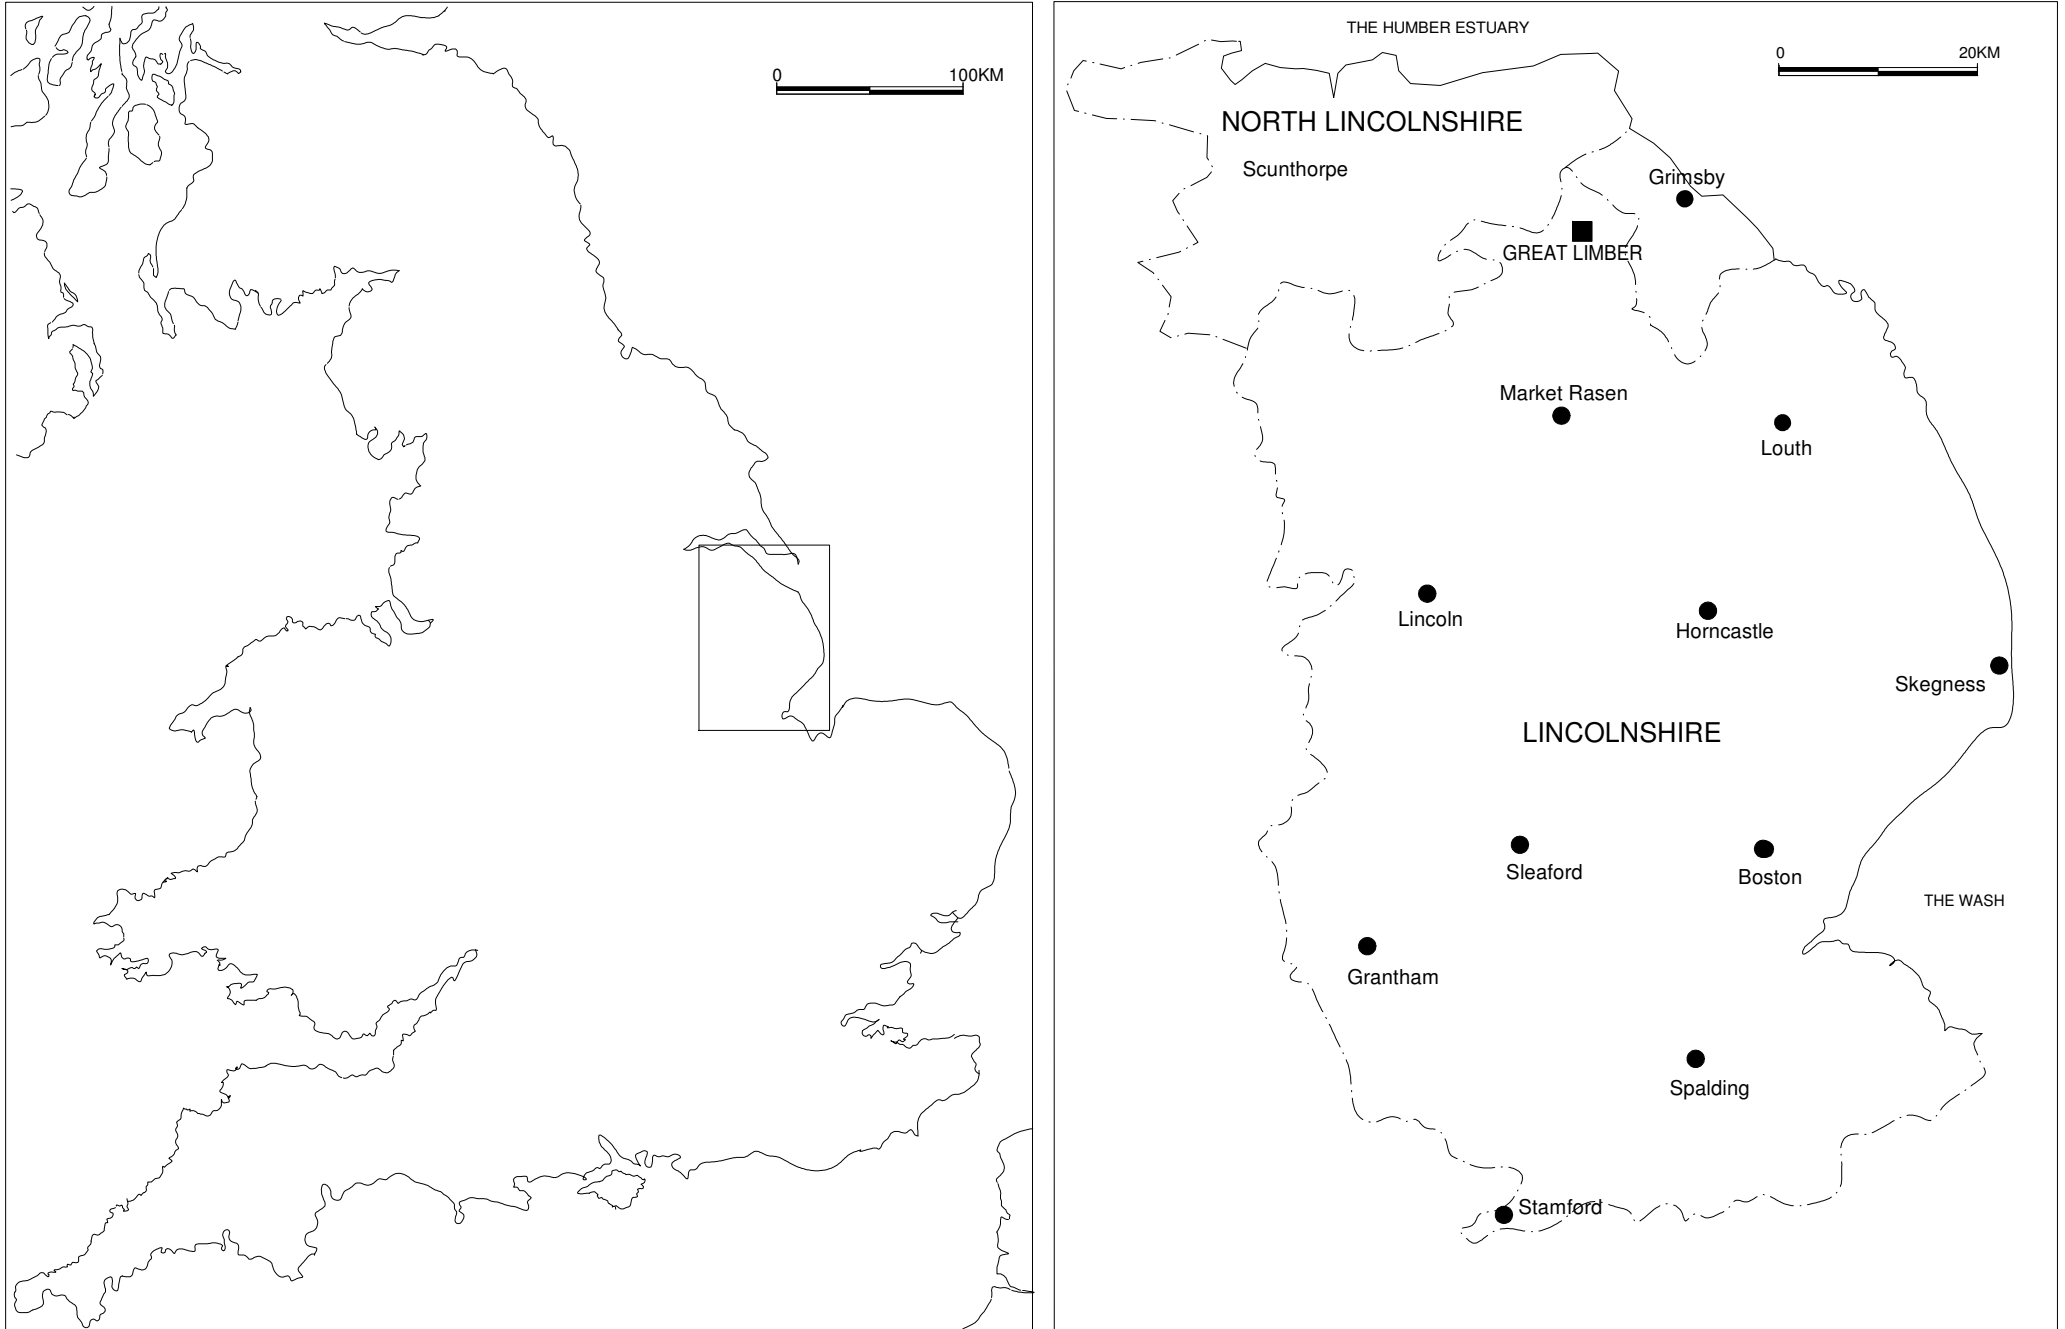 0 100KM
THE HUMBER ESTUARY
0 20KM
NORTH LINCOLNSHIRE
Scunthorpe
Grimsby
GREAT LIMBER
Market Rasen
Louth
Lincoln
Horncastle
Skegness
LINCOLNSHIRE
Sleaford
Boston
THE WASH
Grantham
Spalding
Stamford